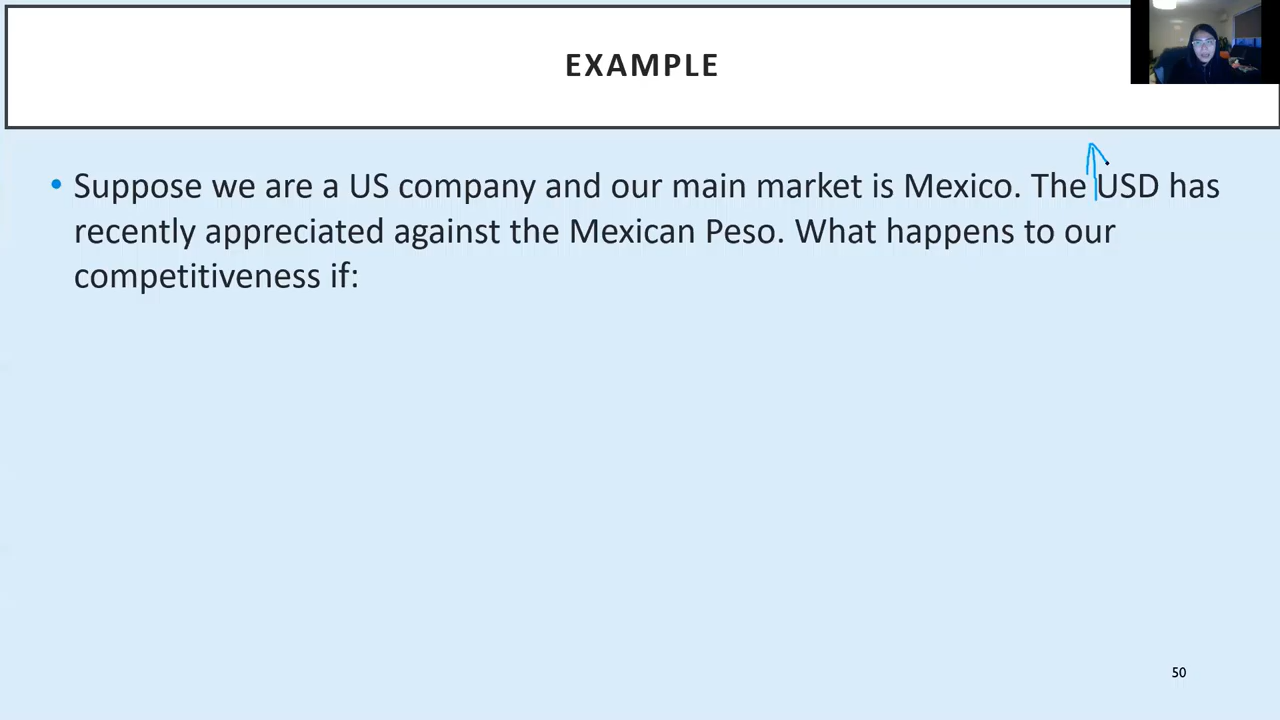 EXAMPLE
• Suppose we are a US company and our main market is Mexico. The USD has
recently appreciated against the Mexican Peso. What happens to our
competitiveness if:
50